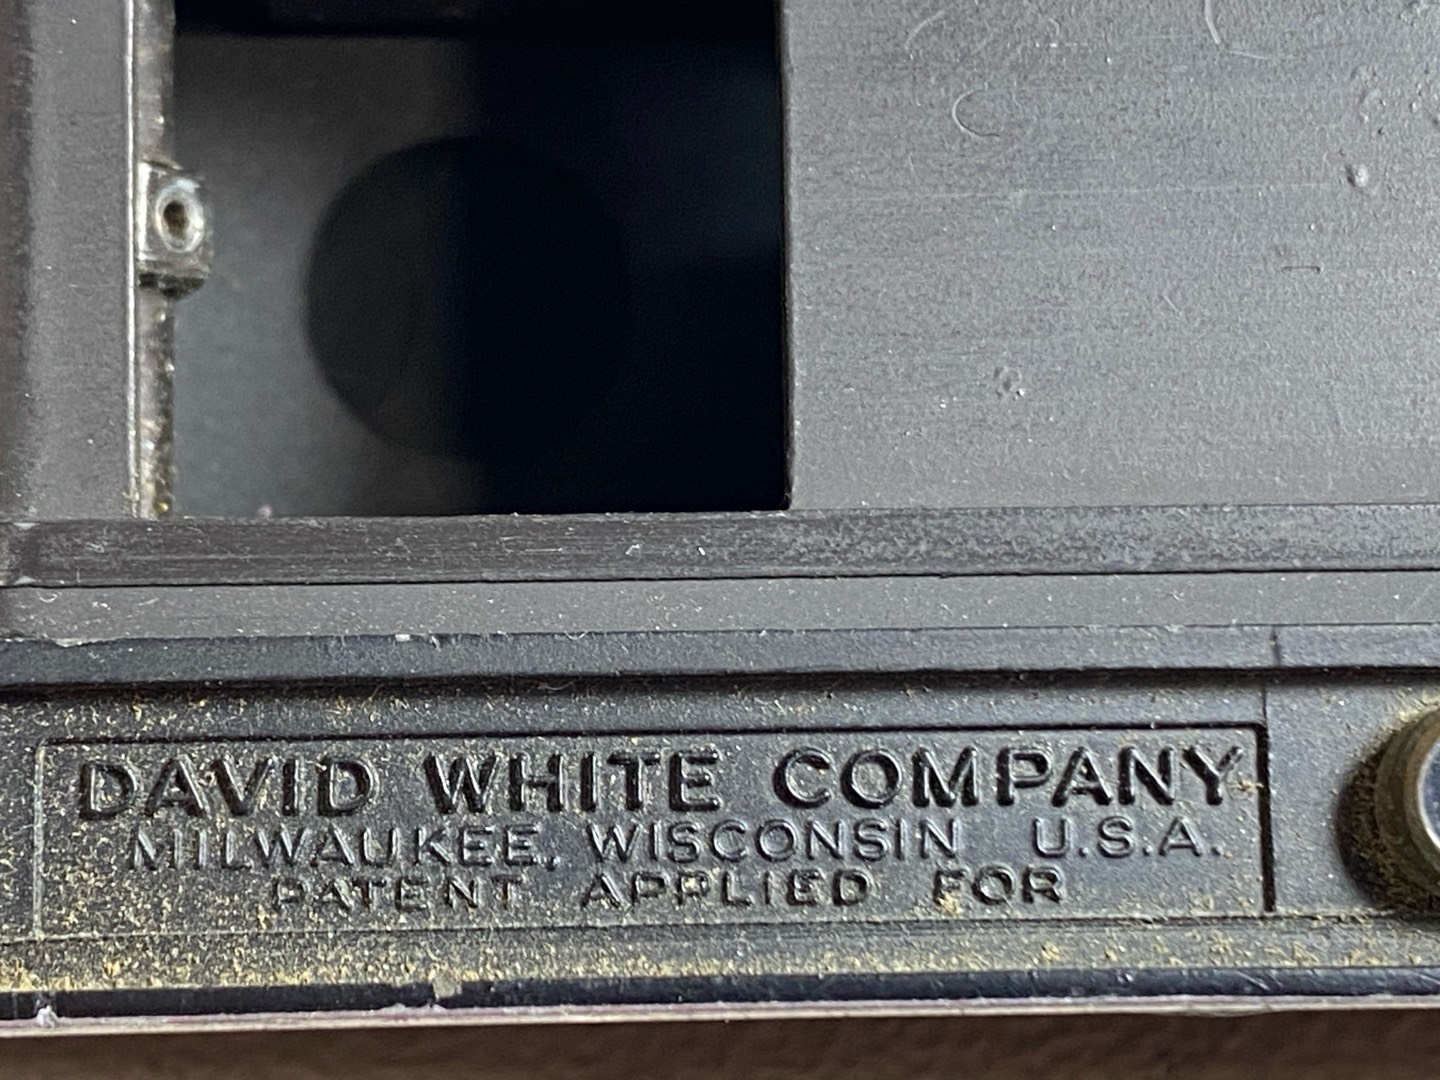 DAVID WHITE COMPANY
MILWAUKEE, WISCONSIN U.S.A.
PATENT APPLIED FOR